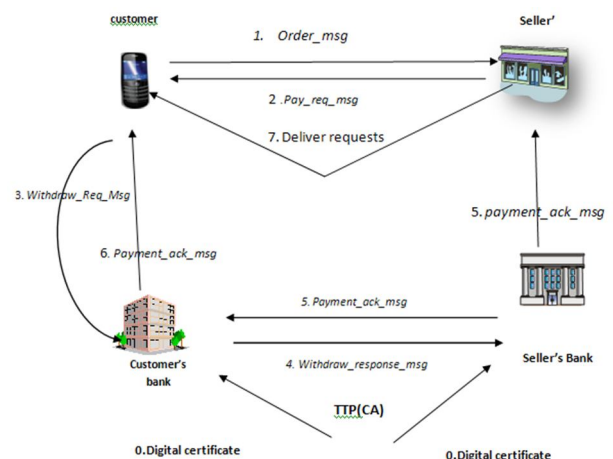 customer
Seller'
1. Order_msg
2 .Pay_req_msg
7. Deliver requests
3. Withdraw_Req_Msg
5. payment_ack_msg
6. Payment_ack_msg
5. Payment_ack_msg
Customer's
bank
4. Withdraw_response_msg
Seller's Bank
TTP(CA)
0.Digital certificate
0.Digital certificate